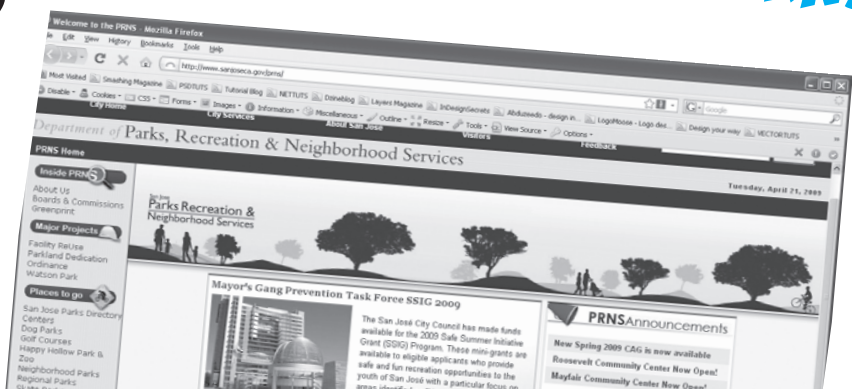 Welcome to the PRNS - Mozilla Firefox
Edit View History Bookmarks Tools Help
http://www.sanjoseca.gov/prns/
Google
Most Visited Smashing Magazine PSDTUTS Tutorial Blog NETTUTS Dzineblog Layers Magazine InDesignSecrets Abduzeedo - design in... LogoMoose - Logo des... Design your way VECTORTUTS
Disable Cookies CSS Forms Images Information Miscellaneous Outline Resize Tools View Source Options
City Home City Services About San Jose Visitors Feedback
Department of Parks, Recreation & Neighborhood Services
PRNS Home
Tuesday, April 21, 2009
Inside PRNS
About Us
Boards & Commissions
Greenprint
Major Projects
Facility ReUse
Parkland Dedication
Ordinance
Watson Park
Places to go
San Jose Parks Directory
Centers
Dog Parks
Golf Courses
Happy Hollow Park &
Zoo
Neighborhood Parks
Regional Parks
San Jose
Parks Recreation &
Neighborhood Services
Mayor's Gang Prevention Task Force SSIG 2009
The San José City Council has made funds
available for the 2009 Safe Summer Initiative
Grant (SSIG) Program. These mini-grants are
available to eligible applicants who provide
safe and fun recreation opportunities to the
youth of San José with a particular focus on
PRNSAnnouncements
New Spring 2009 CAG is now available
Roosevelt Community Center Now Open!
Mayfair Community Center Now Open!